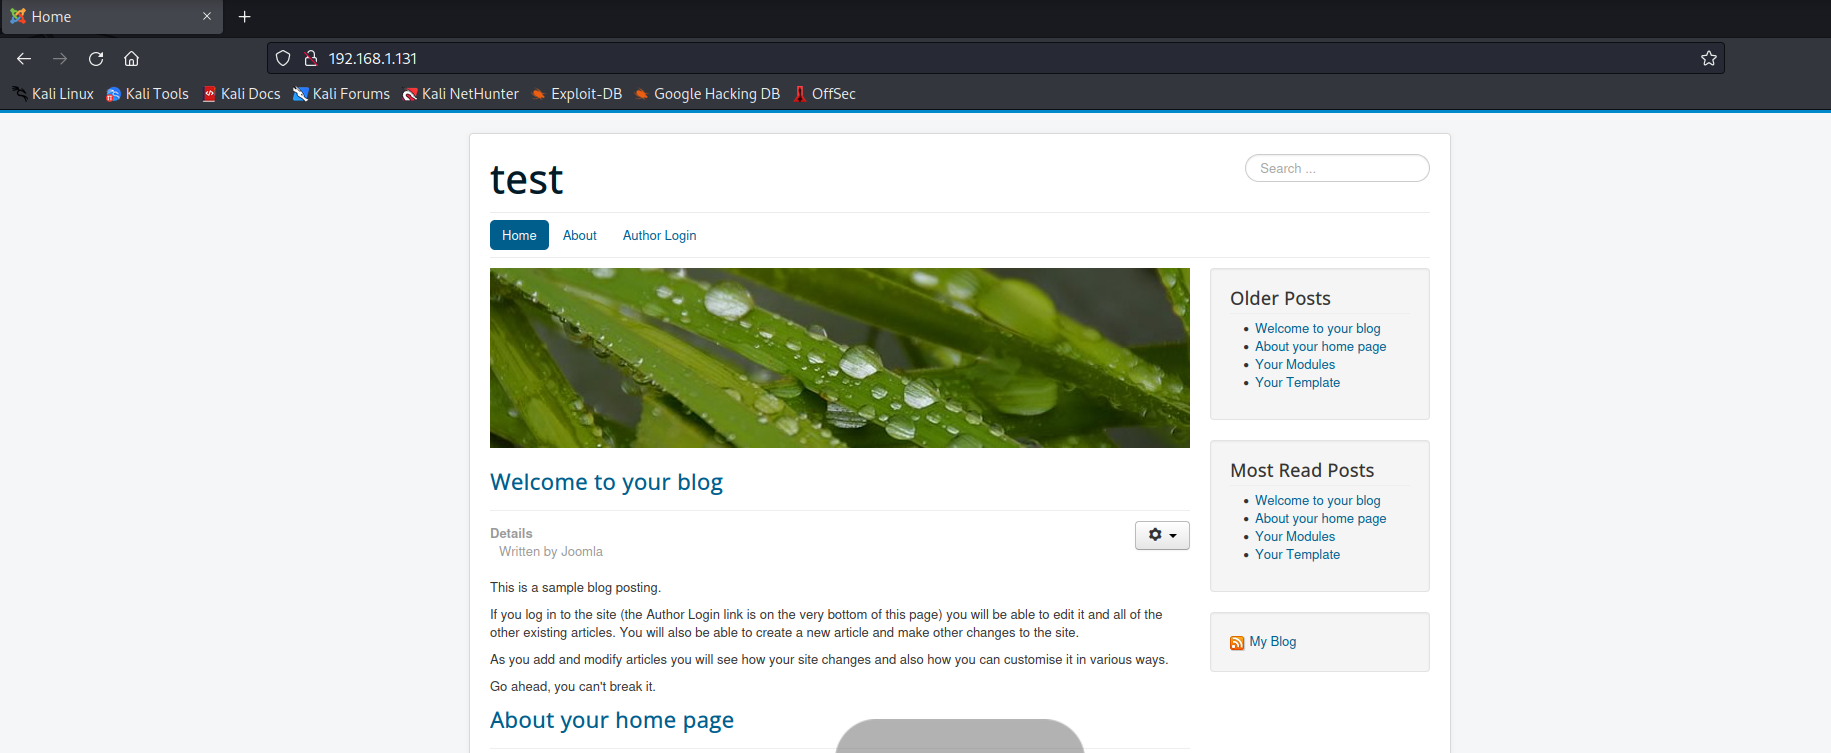 Home
192.168.1.131
Kali Linux Kali Tools Kali Docs Kali Forums Kali NetHunter Exploit-DB Google Hacking DB OffSec
test
Search ...
Home About Author Login
Older Posts
Welcome to your blog
About your home page
Your Modules
Your Template
Most Read Posts
Welcome to your blog
About your home page
Your Modules
Your Template
My Blog
Welcome to your blog
Details
Written by Joomla
This is a sample blog posting.
If you log in to the site (the Author Login link is on the very bottom of this page) you will be able to edit it and all of the
other existing articles. You will also be able to create a new article and make other changes to the site.
As you add and modify articles you will see how your site changes and also how you can customise it in various ways.
Go ahead, you can't break it.
About your home page